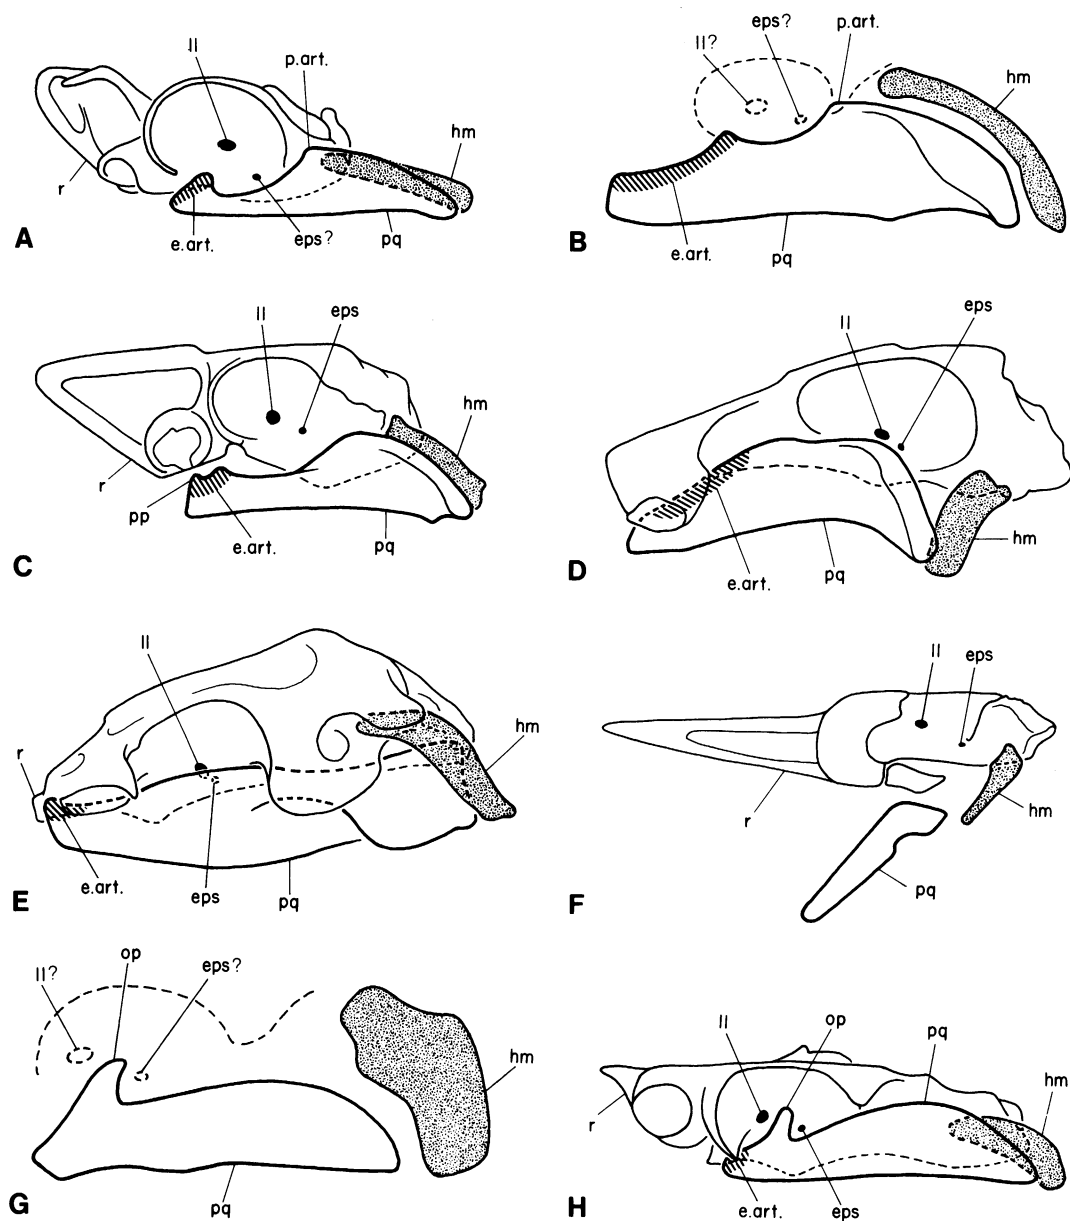 II
p.art.
hm
r
e.art.
eps?
pq
A
eps?
p.art.
II?
hm
e.art.
pq
B
II
eps
hm
r
pp
e.art.
pq
C
II
eps
hm
e.art.
pq
D
II
r
hm
e.art.
eps
pq
E
II
eps
r
hm
pq
F
II?
op
eps?
hm
pq
G
II
op
pq
hm
r
e.art.
eps
H